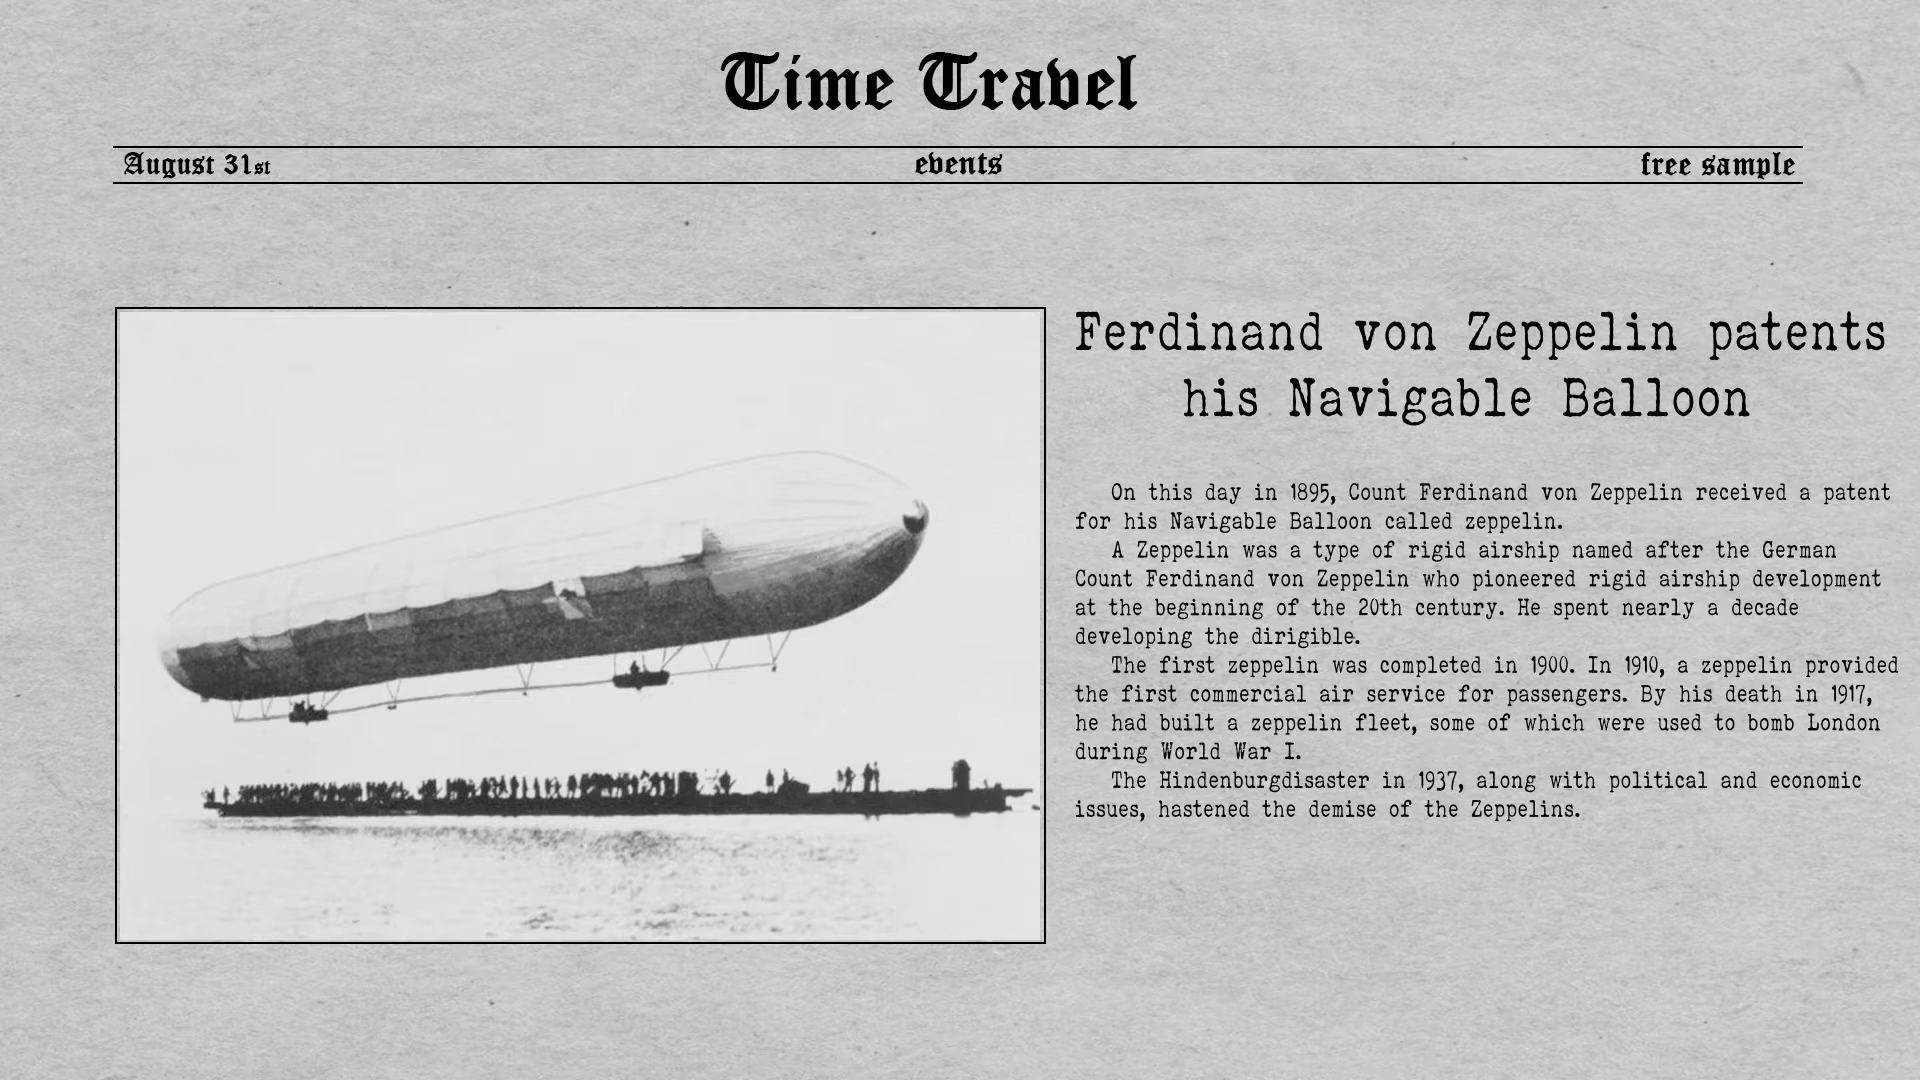 Time Travel
August 31st
events
free sample
Ferdinand von Zeppelin patents
his Navigable Balloon
On this day in 1895, Count Ferdinand von Zeppelin received a patent
for his Navigable Balloon called zeppelin.
A Zeppelin was a type of rigid airship named after the German
Count Ferdinand von Zeppelin who pioneered rigid airship development
at the beginning of the 20th century. He spent nearly a decade
developing the dirigible.
The first zeppelin was completed in 1900. In 1910, a zeppelin provided
the first commercial air service for passengers. By his death in 1917,
he had built a zeppelin fleet, some of which were used to bomb London
during World War I.
The Hindenburgdisaster in 1937, along with political and economic
issues, hastened the demise of the Zeppelins.